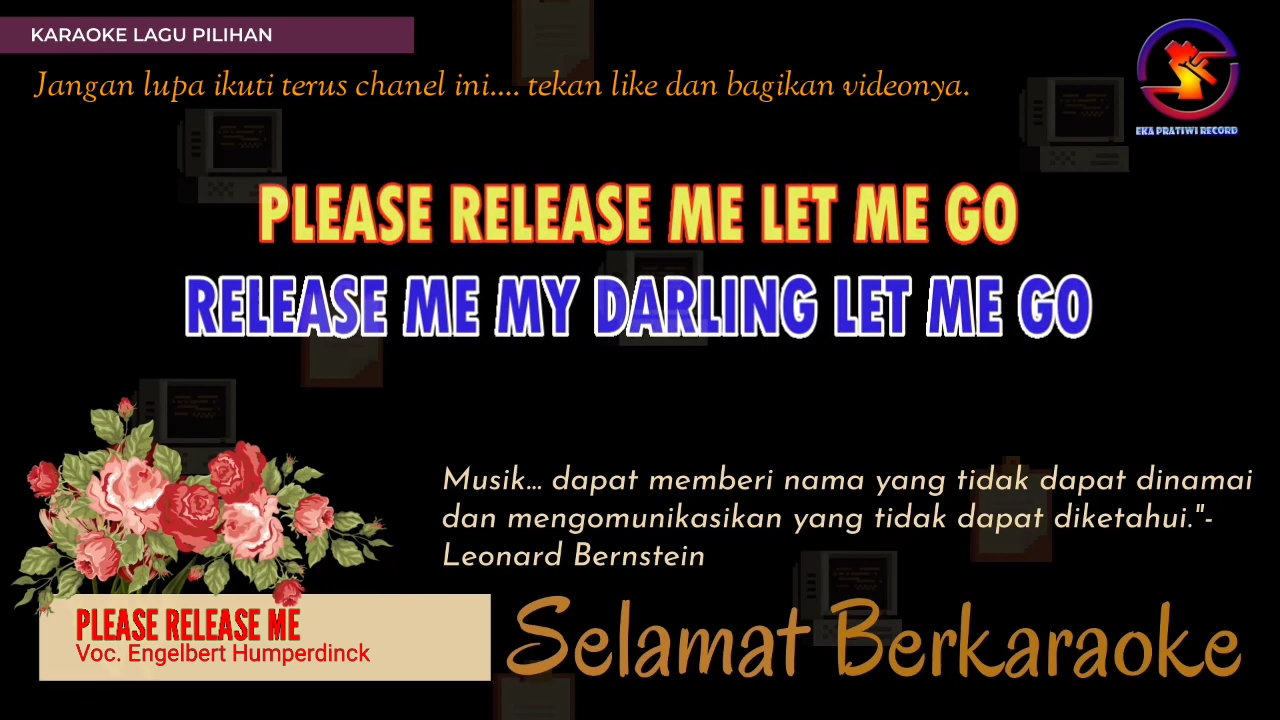 KARAOKE LAGU PILIHAN
Jangan lupa ikuti terus chanel ini.... tekan like dan bagikan videonya.
EKA PRATIWI RECORD
PLEASE RELEASE ME LET ME GO
RELEASE ME MY DARLING LET ME GO
Musik... dapat memberi nama yang tidak dapat dinamai
dan mengomunikasikan yang tidak dapat diketahui."-
Leonard Bernstein
PLEASE RELEASE ME
Voc. Engelbert Humperdinck
Selamat Berkaraoke